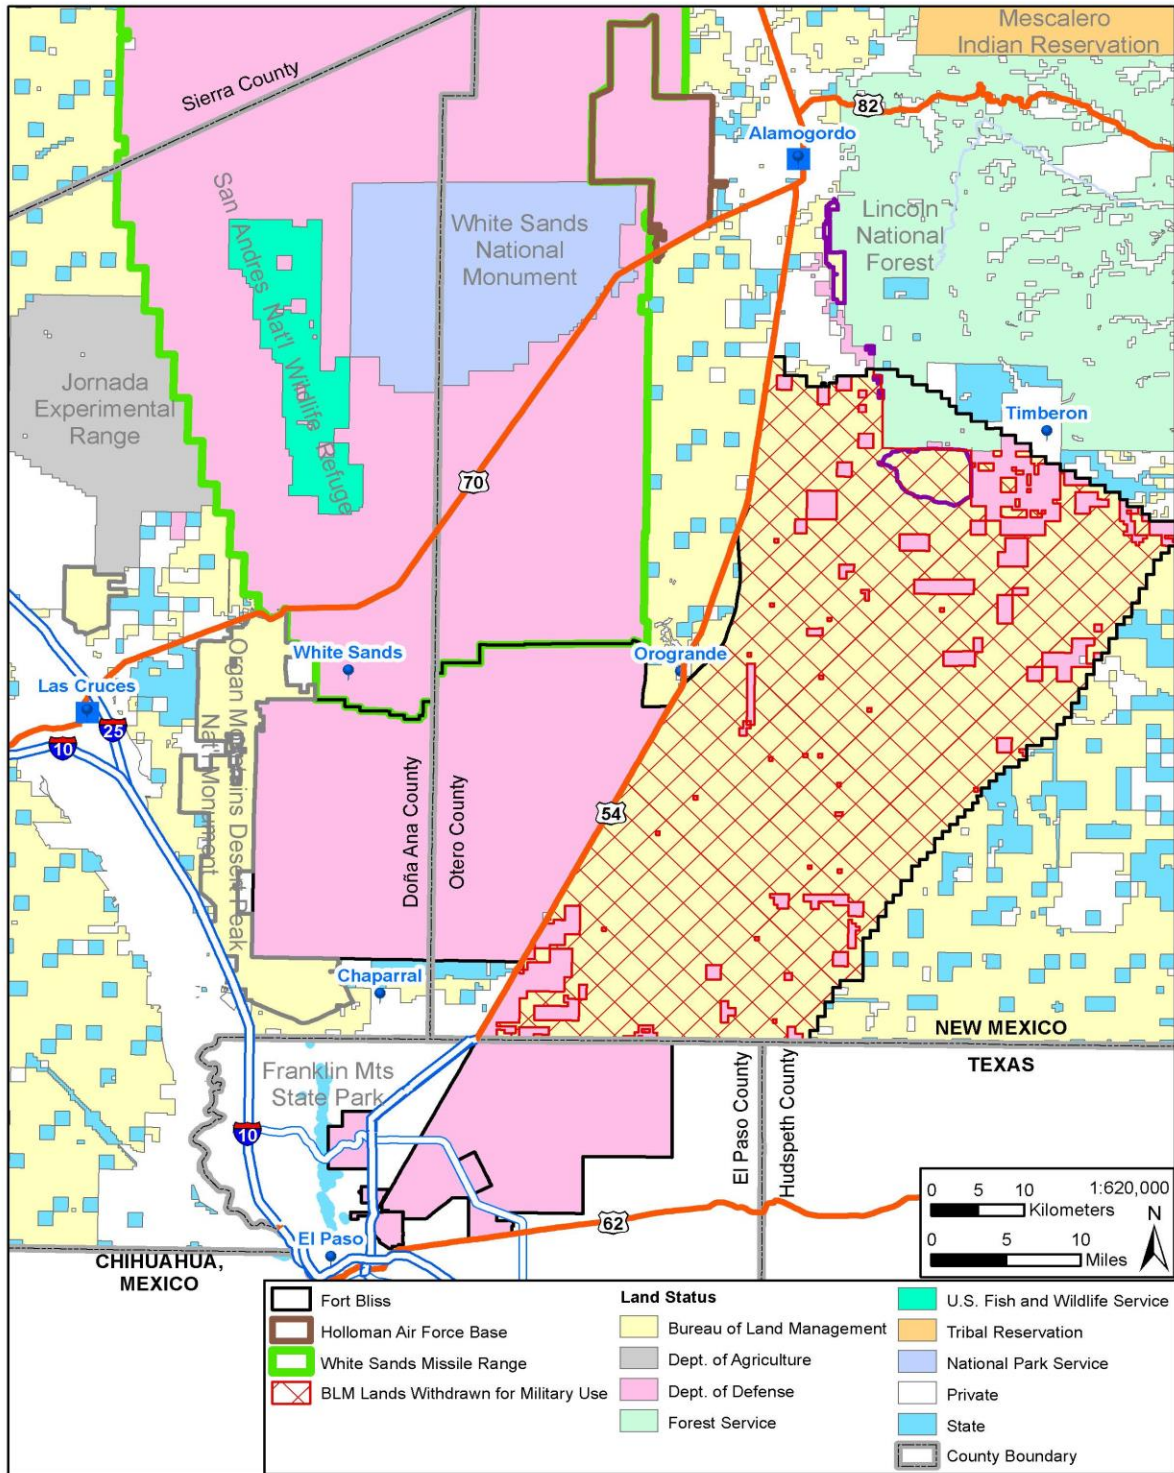 Mescalero
Indian Reservation
Sierra County
82
Alamogordo
San Andres Nat'l Wildlife Refuge
White Sands
National
Monument
Lincoln
National
Forest
Jornada
Experimental
Range
Timberon
70
White Sands
Orogrande
Las Cruces
25
10
Organ Mountains Desert Peak
Nat'l Monument
54
Doña Ana County
Otero County
Chaparral
NEW MEXICO
TEXAS
Franklin Mts
State Park
El Paso County
Hudspeth County
10
62
El Paso
CHIHUAHUA,
MEXICO
0 5 10 1:620,000
Kilometers
N
0 5 10
Miles
Fort Bliss
Holloman Air Force Base
White Sands Missile Range
BLM Lands Withdrawn for Military Use
Land Status
Bureau of Land Management
Dept. of Agriculture
Dept. of Defense
Forest Service
U.S. Fish and Wildlife Service
Tribal Reservation
National Park Service
Private
State
County Boundary